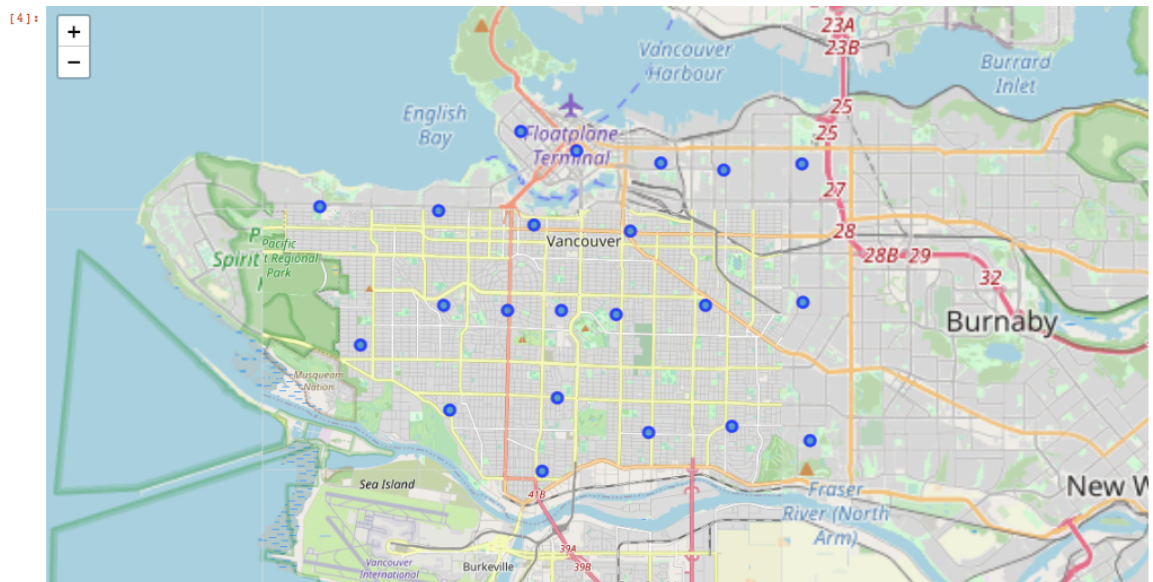 [4]:
+
−
23A
23B
Vancouver
Harbour
Burrard
Inlet
English
Bay
25
25
Floatplane
Terminal
27
28
Vancouver
28B
29
P
Pacific
Spirit
t Regional
Park
32
Burnaby
Musqueam
Nation
Sea Island
41B
Fraser
River (North
Arm)
New W
39A
39B
Vancouver
International
Burkeville